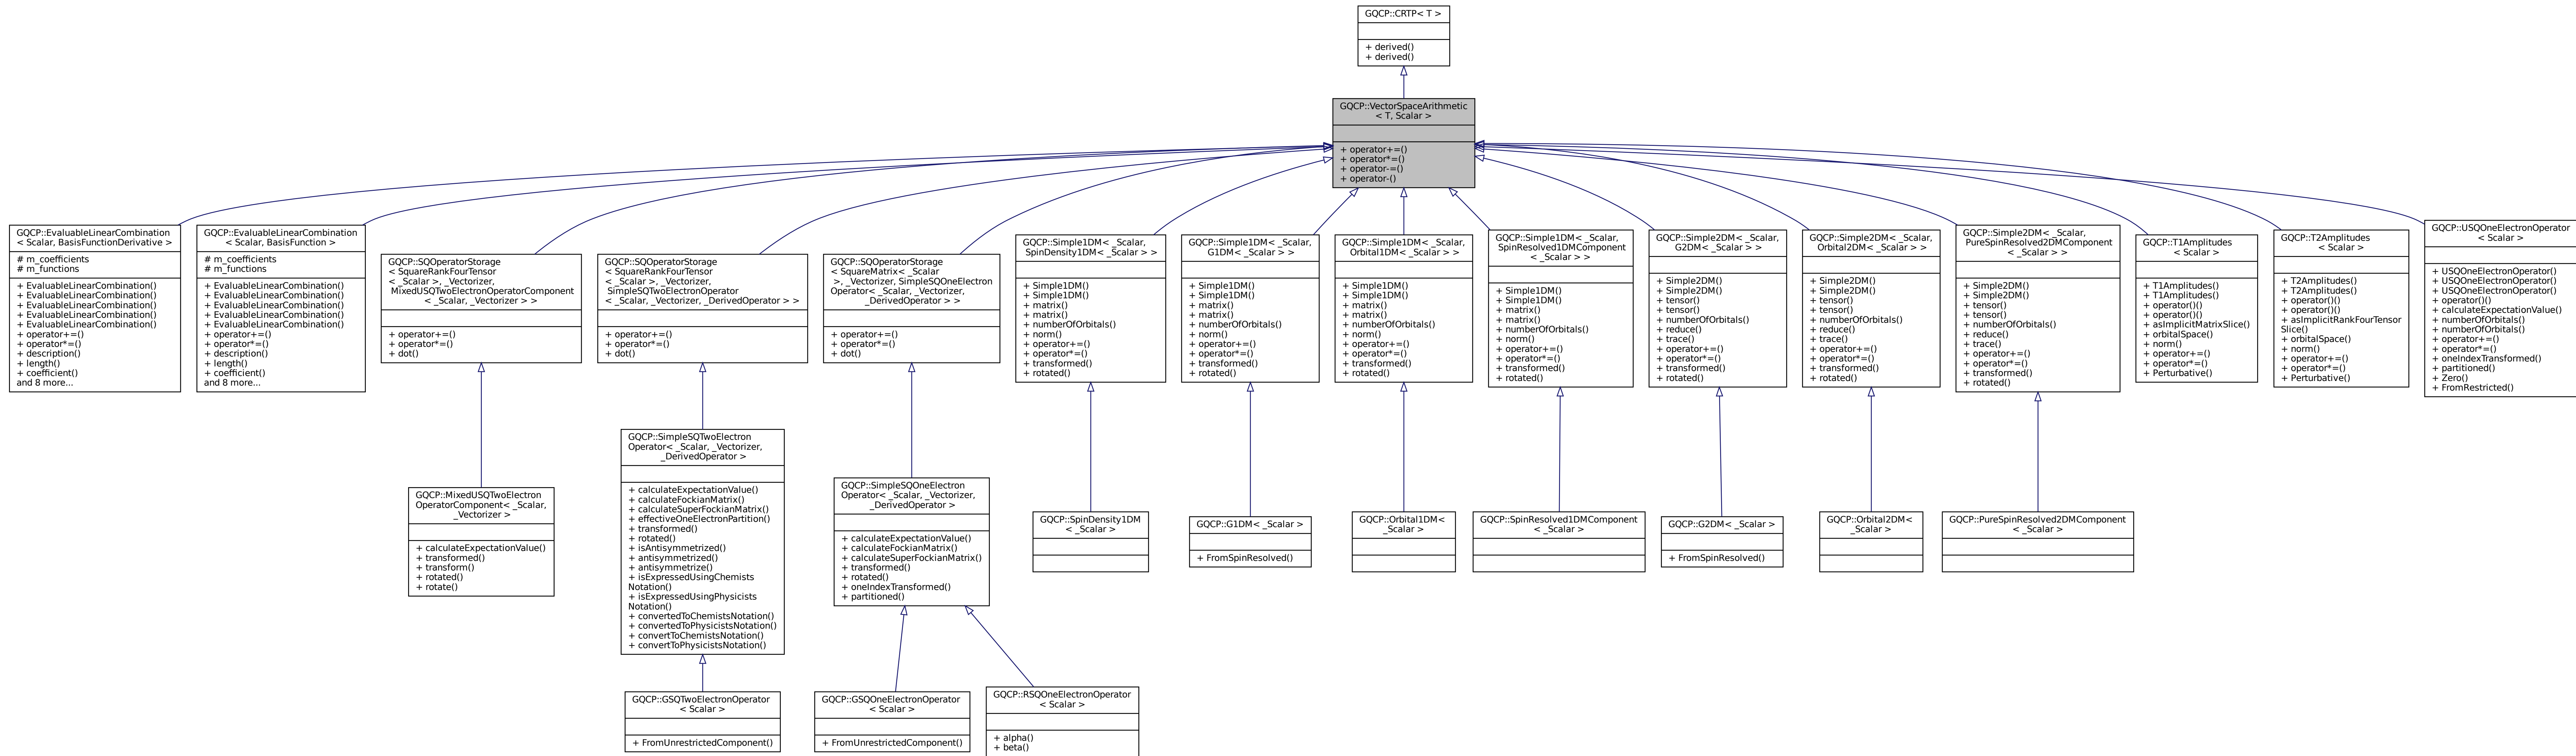 GQCP::CRTP< T >
+ derived()
+ derived()
GQCP::VectorSpaceArithmetic
< T, Scalar >
+ operator+=()
+ operator*=()
+ operator-=()
+ operator-()
GQCP::EvaluableLinearCombination
< Scalar, BasisFunctionDerivative >
# m_coefficients
# m_functions
+ EvaluableLinearCombination()
+ EvaluableLinearCombination()
+ EvaluableLinearCombination()
+ EvaluableLinearCombination()
+ EvaluableLinearCombination()
+ operator+=()
+ operator*=()
+ description()
+ length()
+ coefficient()
and 8 more...
GQCP::EvaluableLinearCombination
< Scalar, BasisFunction >
# m_coefficients
# m_functions
+ EvaluableLinearCombination()
+ EvaluableLinearCombination()
+ EvaluableLinearCombination()
+ EvaluableLinearCombination()
+ EvaluableLinearCombination()
+ operator+=()
+ operator*=()
+ description()
+ length()
+ coefficient()
and 8 more...
GQCP::SQOperatorStorage
< SquareRankFourTensor
< _Scalar >, _Vectorizer,
MixedUSQTwoElectronOperatorComponent
< _Scalar, _Vectorizer > >
+ operator+=()
+ operator*=()
+ dot()
GQCP::SQOperatorStorage
< SquareRankFourTensor
< _Scalar >, _Vectorizer,
SimpleSQTwoElectronOperator
< _Scalar, _Vectorizer, _DerivedOperator > >
+ operator+=()
+ operator*=()
+ dot()
GQCP::SQOperatorStorage
< SquareMatrix< _Scalar
>, _Vectorizer, SimpleSQOneElectron
Operator< _Scalar, _Vectorizer,
_DerivedOperator > >
+ operator+=()
+ operator*=()
+ dot()
GQCP::Simple1DM< _Scalar,
SpinDensity1DM< _Scalar > >
+ Simple1DM()
+ Simple1DM()
+ matrix()
+ matrix()
+ numberOfOrbitals()
+ norm()
+ operator+=()
+ operator*=()
+ transformed()
+ rotated()
GQCP::Simple1DM< _Scalar,
G1DM< _Scalar > >
+ Simple1DM()
+ Simple1DM()
+ matrix()
+ matrix()
+ numberOfOrbitals()
+ norm()
+ operator+=()
+ operator*=()
+ transformed()
+ rotated()
GQCP::Simple1DM< _Scalar,
Orbital1DM< _Scalar > >
+ Simple1DM()
+ Simple1DM()
+ matrix()
+ matrix()
+ numberOfOrbitals()
+ norm()
+ operator+=()
+ operator*=()
+ transformed()
+ rotated()
GQCP::Simple1DM< _Scalar,
SpinResolved1DMComponent
< _Scalar > >
+ Simple1DM()
+ Simple1DM()
+ matrix()
+ matrix()
+ numberOfOrbitals()
+ norm()
+ operator+=()
+ operator*=()
+ transformed()
+ rotated()
GQCP::Simple2DM< _Scalar,
G2DM< _Scalar > >
+ Simple2DM()
+ Simple2DM()
+ tensor()
+ tensor()
+ numberOfOrbitals()
+ reduce()
+ trace()
+ operator+=()
+ operator*=()
+ transformed()
+ rotated()
GQCP::Simple2DM< _Scalar,
Orbital2DM< _Scalar > >
+ Simple2DM()
+ Simple2DM()
+ tensor()
+ tensor()
+ numberOfOrbitals()
+ reduce()
+ trace()
+ operator+=()
+ operator*=()
+ transformed()
+ rotated()
GQCP::Simple2DM< _Scalar,
PureSpinResolved2DMComponent
< _Scalar > >
+ Simple2DM()
+ Simple2DM()
+ tensor()
+ tensor()
+ numberOfOrbitals()
+ reduce()
+ trace()
+ operator+=()
+ operator*=()
+ transformed()
+ rotated()
GQCP::T1Amplitudes
< Scalar >
+ T1Amplitudes()
+ T1Amplitudes()
+ operator()()
+ operator()()
+ asImplicitMatrixSlice()
+ orbitalSpace()
+ norm()
+ operator+=()
+ operator*=()
+ Perturbative()
GQCP::T2Amplitudes
< Scalar >
+ T2Amplitudes()
+ T2Amplitudes()
+ operator()()
+ operator()()
+ asImplicitRankFourTensor
Slice()
+ orbitalSpace()
+ norm()
+ operator+=()
+ operator*=()
+ Perturbative()
GQCP::USQOneElectronOperator
< Scalar >
+ USQOneElectronOperator()
+ USQOneElectronOperator()
+ USQOneElectronOperator()
+ operator()()
+ calculateExpectationValue()
+ numberOfOrbitals()
+ numberOfOrbitals()
+ operator+=()
+ operator*=()
+ oneIndexTransformed()
+ partitioned()
+ Zero()
+ FromRestricted()
GQCP::MixedUSQTwoElectron
OperatorComponent< _Scalar,
_Vectorizer >
+ calculateExpectationValue()
+ transformed()
+ transform()
+ rotated()
+ rotate()
GQCP::SimpleSQTwoElectron
Operator< _Scalar, _Vectorizer,
_DerivedOperator >
+ calculateExpectationValue()
+ calculateFockianMatrix()
+ calculateSuperFockianMatrix()
+ effectiveOneElectronPartition()
+ transformed()
+ rotated()
+ isAntisymmetrized()
+ antisymmetrized()
+ antisymmetrize()
+ isExpressedUsingChemists
Notation()
+ isExpressedUsingPhysicists
Notation()
+ convertedToChemistsNotation()
+ convertedToPhysicistsNotation()
+ convertToChemistsNotation()
+ convertToPhysicistsNotation()
GQCP::SimpleSQOneElectron
Operator< _Scalar, _Vectorizer,
_DerivedOperator >
+ calculateExpectationValue()
+ calculateFockianMatrix()
+ calculateSuperFockianMatrix()
+ transformed()
+ rotated()
+ oneIndexTransformed()
+ partitioned()
GQCP::SpinDensity1DM
< _Scalar >
GQCP::G1DM< _Scalar >
+ FromSpinResolved()
GQCP::Orbital1DM<
_Scalar >
GQCP::SpinResolved1DMComponent
< _Scalar >
GQCP::G2DM< _Scalar >
+ FromSpinResolved()
GQCP::Orbital2DM<
_Scalar >
GQCP::PureSpinResolved2DMComponent
< _Scalar >
GQCP::GSQTwoElectronOperator
< Scalar >
+ FromUnrestrictedComponent()
GQCP::GSQOneElectronOperator
< Scalar >
+ FromUnrestrictedComponent()
GQCP::RSQOneElectronOperator
< Scalar >
+ alpha()
+ beta()